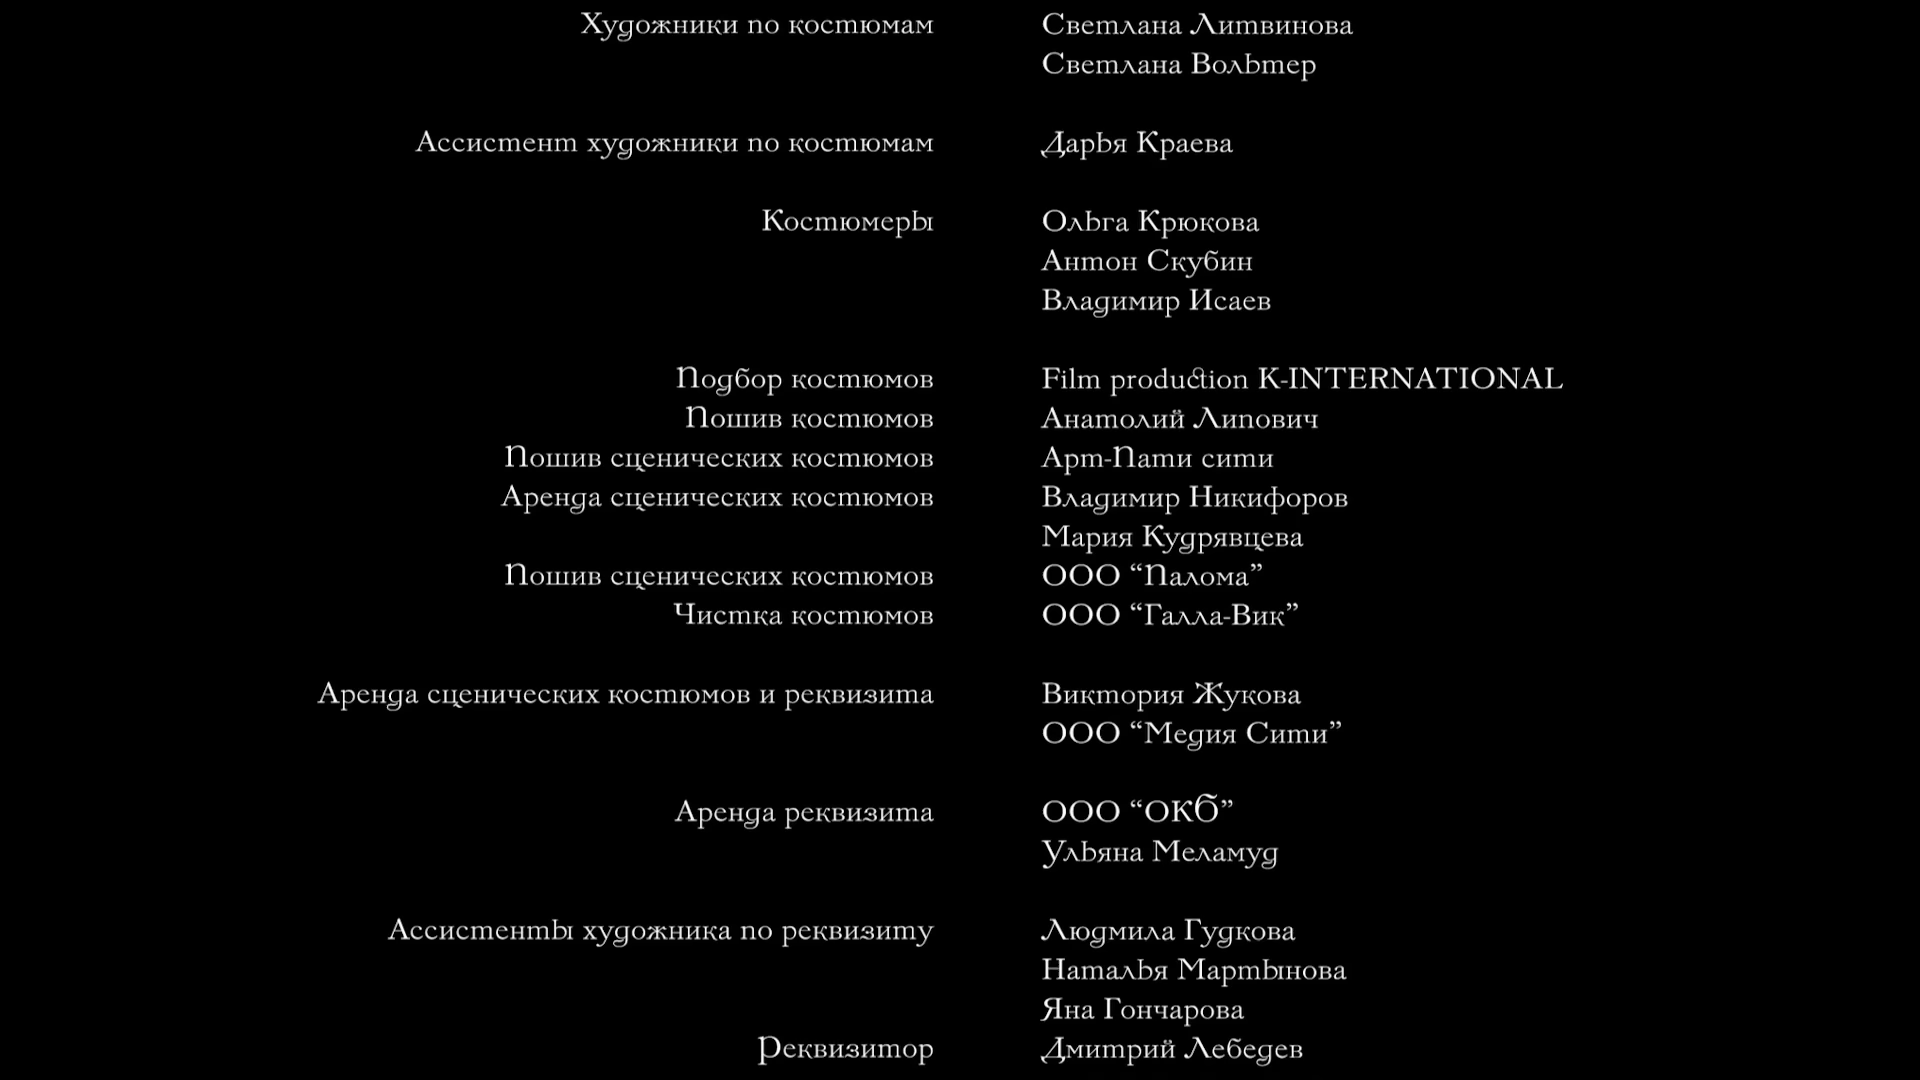 Художники по костюмам Светлана Литвинова
Светлана Вольтер
Ассистент художники по костюмам Дарья Краева
Костюмеры Ольга Крюкова
Антон Скубин
Владимир Исаев
Подбор костюмов Film production K-INTERNATIONAL
Пошив костюмов Анатолий Липович
Пошив сценических костюмов Арт-Пати сити
Аренда сценических костюмов Владимир Никифоров
Мария Кудрявцева
Пошив сценических костюмов ООО “Палома”
Чистка костюмов ООО “Галла-Вик”
Аренда сценических костюмов и реквизита Виктория Жукова
ООО “Медия Сити”
Аренда реквизита ООО “ОКб”
Ульяна Меламуд
Ассистенты художника по реквизиту Людмила Гудкова
Наталья Мартынова
Яна Гончарова
Реквизитор Дмитрий Лебедев